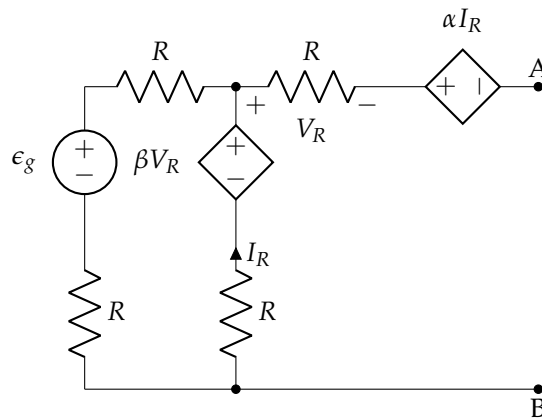 αI_R
R R
A
+ −
V_R
+ −
+
−
ϵ_g
βV_R
+
−
I_R
R
R
B